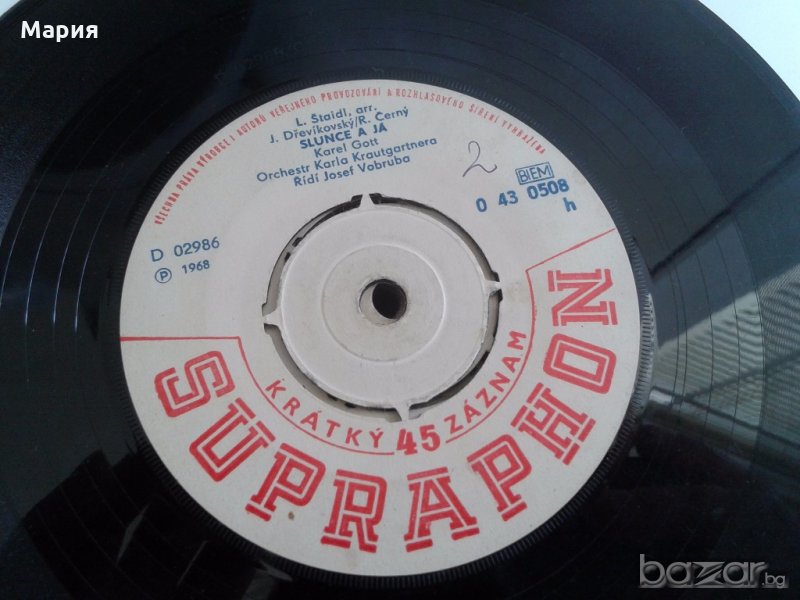 Мария
VŠECHNA PRÁVA VÝROBCE I AUTORŮ VEŘEJNÉHO PROVOZOVÁNÍ A ROZHLASOVÉHO ŠÍŘENÍ VYHRAZENA
L. Štaidl, arr.
J. Dřevíkovský/R. Černý
SLUNCE A JÁ
Karel Gott
Orchestr Karla Krautgartnera
Řídí Josef Vobruba
2
BIEM
0 43 0508
h
D 02986
Ⓟ 1968
KRÁTKÝ 45 ZÁZNAM
SUPRAPHON
bazar.bg